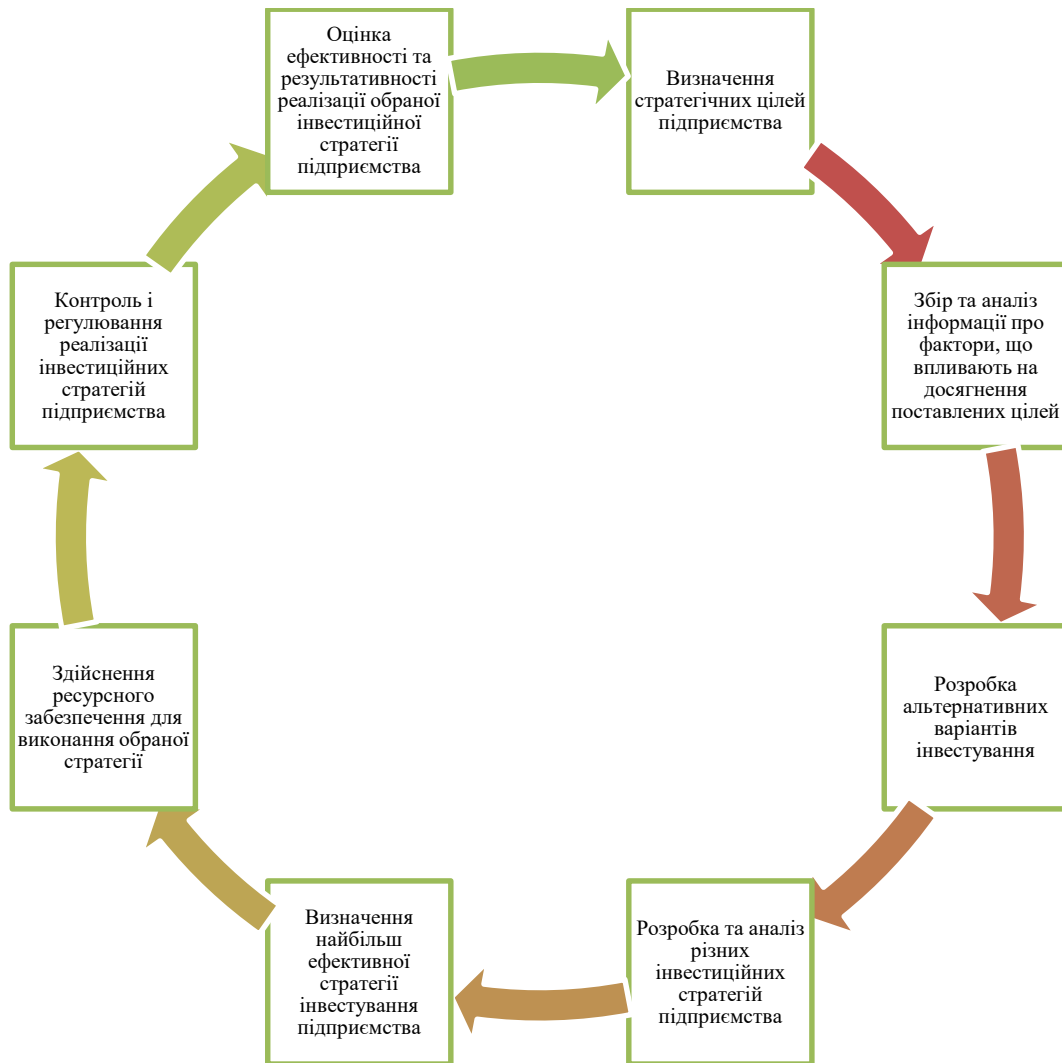 Оцінка
ефективності та
результативності
реалізації обраної
інвестиційної
стратегії
підприємства
Визначення
стратегічних цілей
підприємства
Збір та аналіз
інформації про
фактори, що
впливають на
досягнення
поставлених цілей
Розробка
альтернативних
варіантів
інвестування
Розробка та аналіз
різних
інвестиційних
стратегій
підприємства
Визначення
найбільш
ефективної
стратегії
інвестування
підприємства
Здійснення
ресурсного
забезпечення для
виконання обраної
стратегії
Контроль і
регулювання
реалізації
інвестиційних
стратегій
підприємства